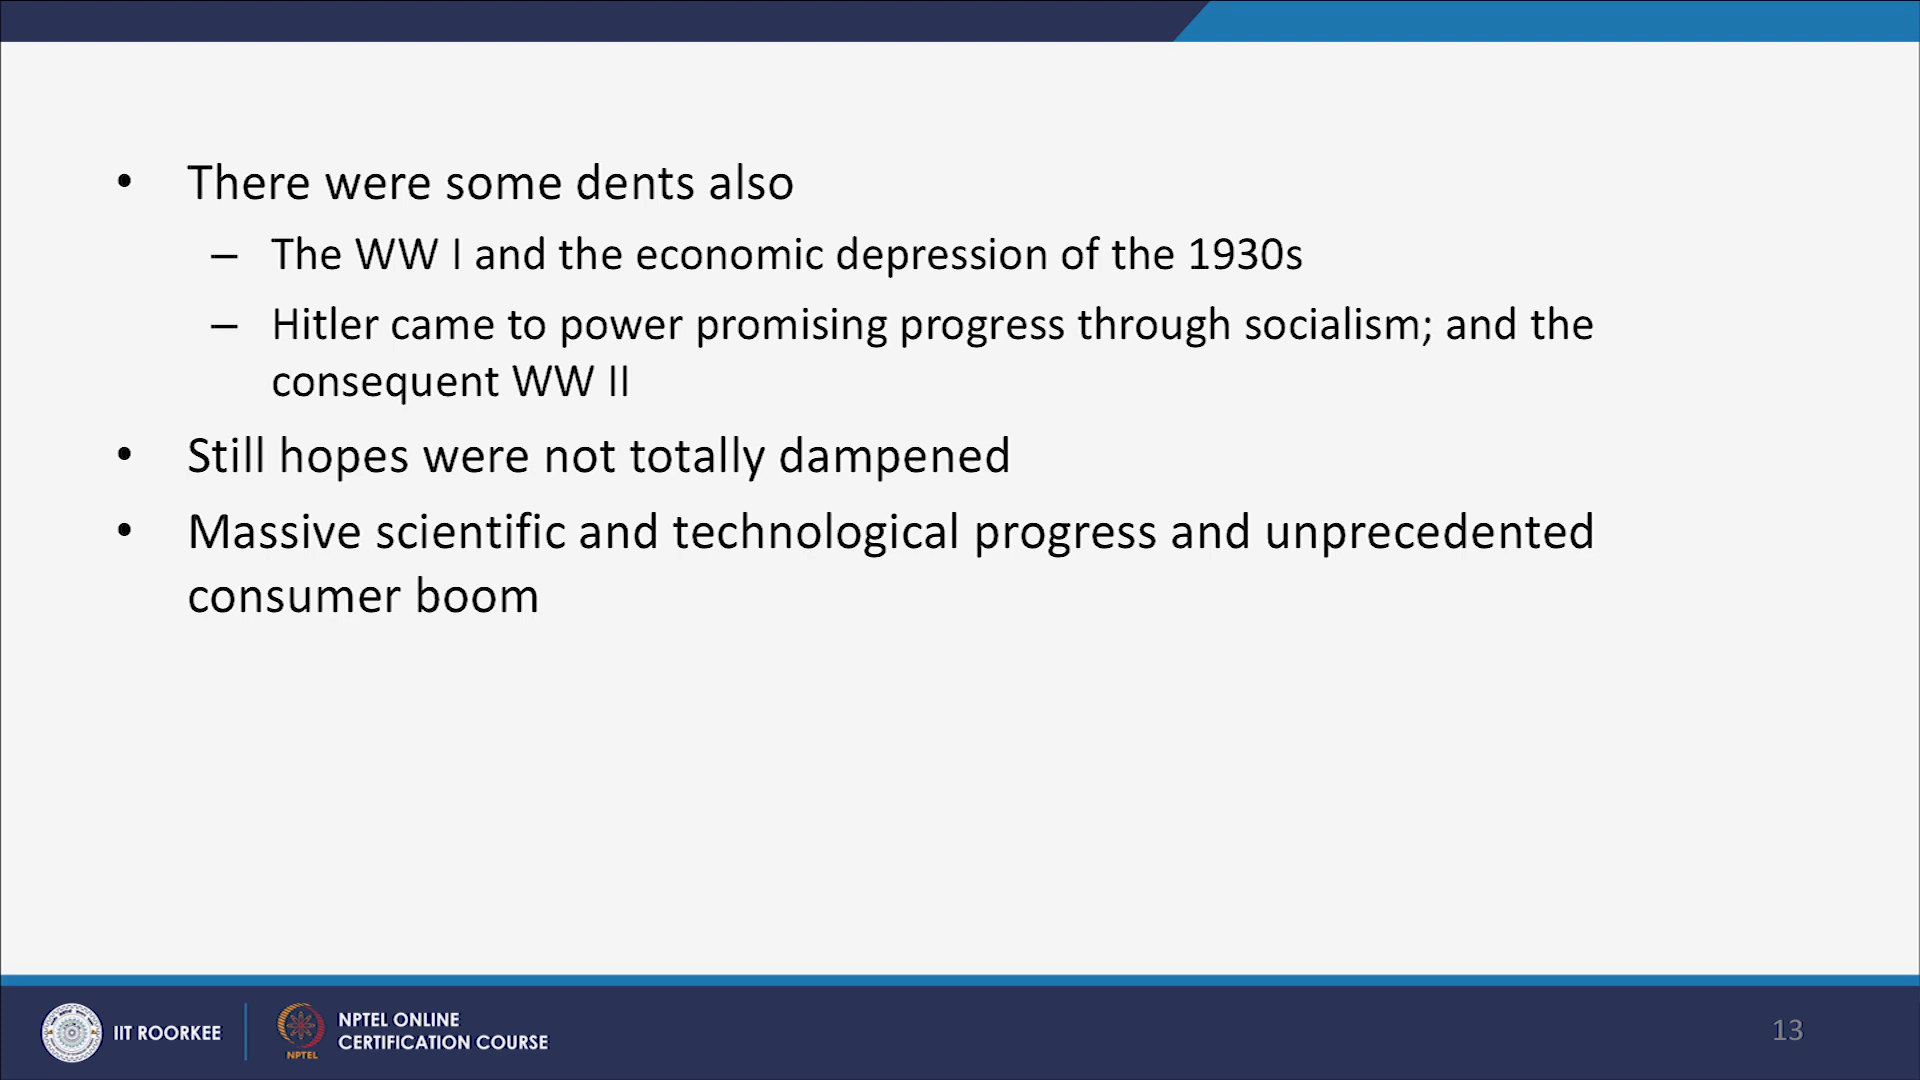 • There were some dents also
– The WW I and the economic depression of the 1930s
– Hitler came to power promising progress through socialism; and the
consequent WW II
• Still hopes were not totally dampened
• Massive scientific and technological progress and unprecedented
consumer boom
IIT ROORKEE
NPTEL
NPTEL ONLINE
CERTIFICATION COURSE
13